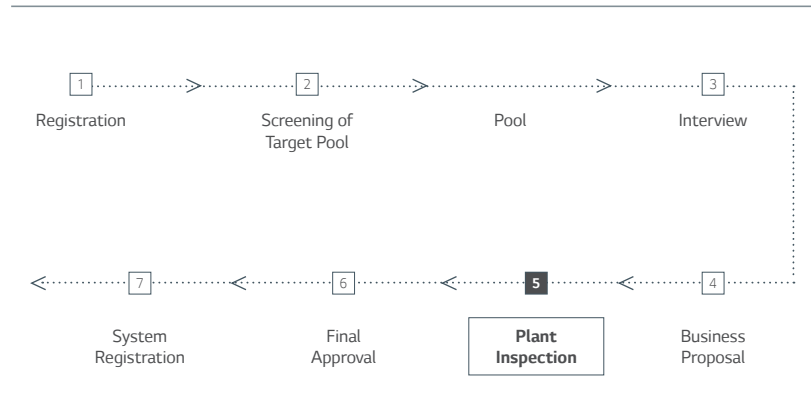 1
2
3
Registration
Screening of
Target Pool
Pool
Interview
7
6
5
4
System
Registration
Final
Approval
Plant
Inspection
Business
Proposal